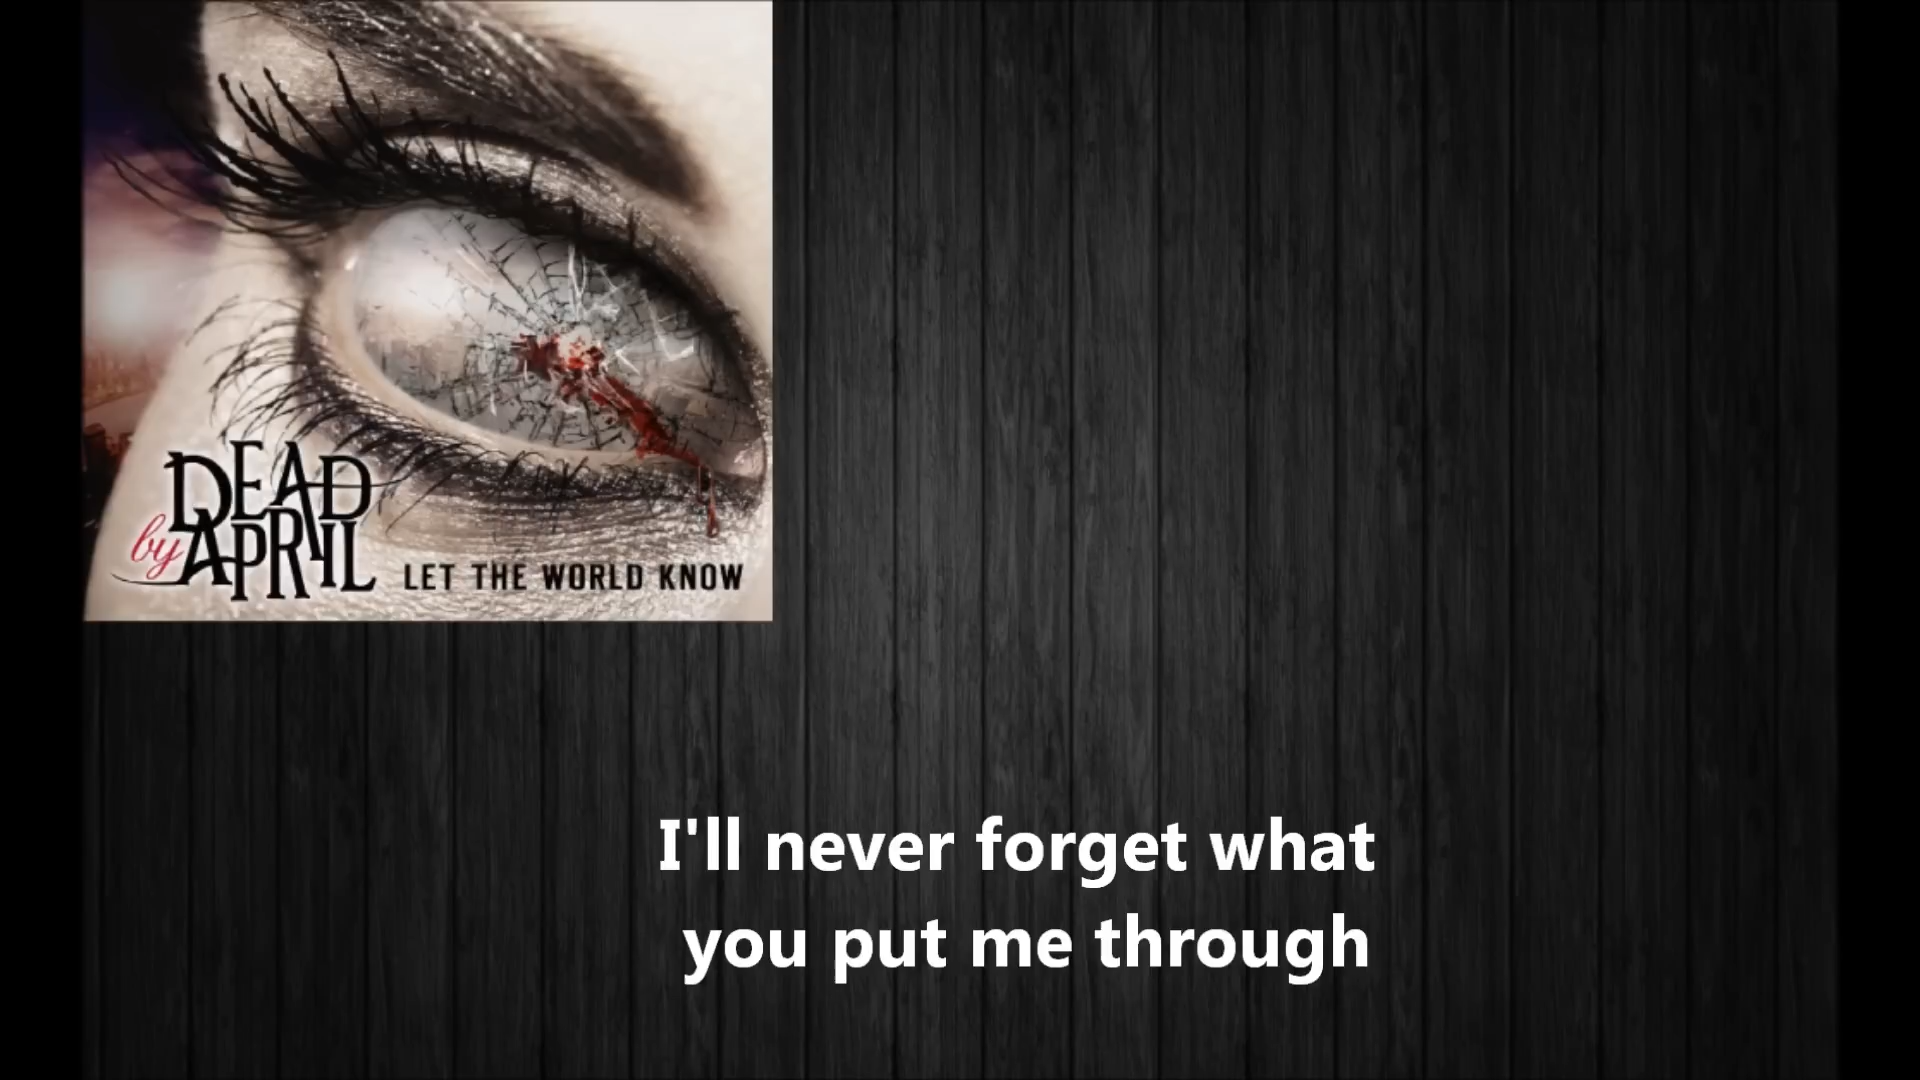 DEAD
by APRIL
LET THE WORLD KNOW
I'll never forget what
you put me through